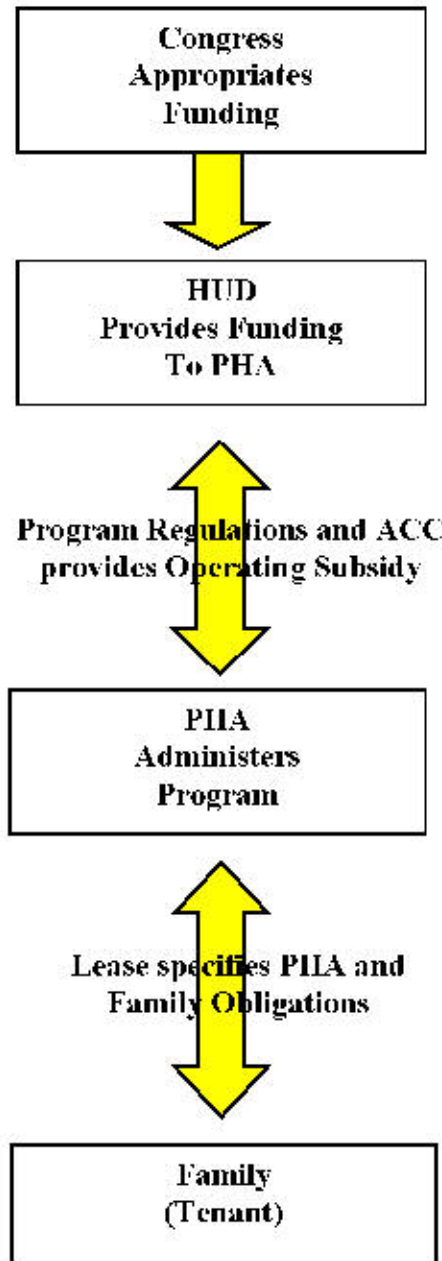 Congress
Appropriates
Funding
HUD
Provides Funding
To PHA
Program Regulations and ACC
provides Operating Subsidy
PHA
Administers
Program
Lease specifies PHA and
Family Obligations
Family
(Tenant)